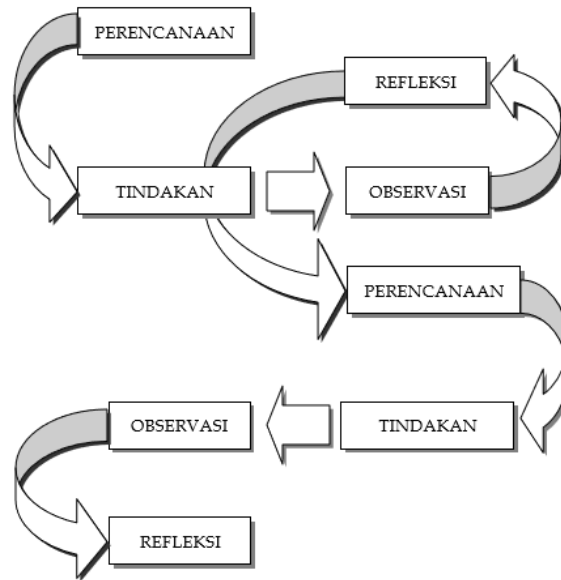 PERENCANAAN
REFLEKSI
TINDAKAN
OBSERVASI
PERENCANAAN
OBSERVASI
TINDAKAN
REFLEKSI